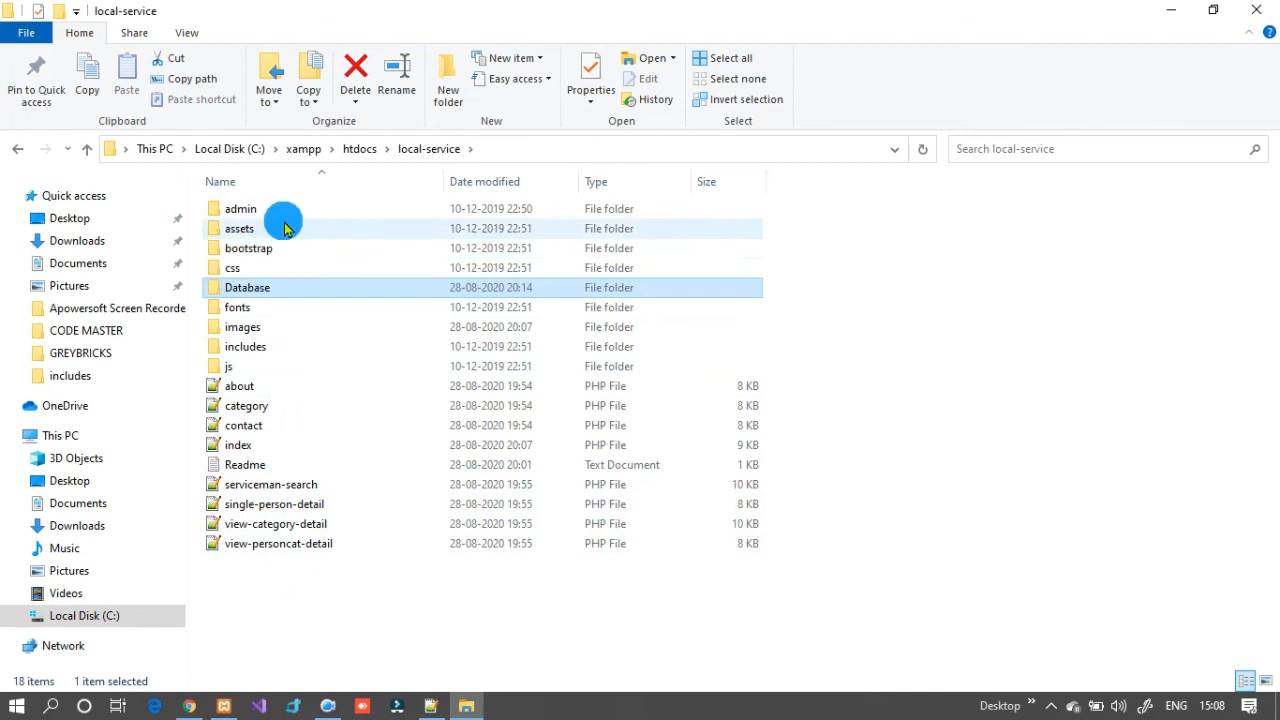 local-service
File Home Share View
Pin to Quick access
Copy
Paste
Cut
Copy path
Paste shortcut
Clipboard
Move to
Copy to
Delete
Rename
Organize
New folder
New item
Easy access
New
Properties
Open
Edit
History
Open
Select all
Select none
Invert selection
Select
This PC Local Disk (C:) xampp htdocs local-service
Search local-service
Quick access
Desktop
Downloads
Documents
Pictures
Apowersoft Screen Recorde
CODE MASTER
GREYBRICKS
includes
OneDrive
This PC
3D Objects
Desktop
Documents
Downloads
Music
Pictures
Videos
Local Disk (C:)
Network
Name Date modified Type Size
admin 10-12-2019 22:50 File folder
assets 10-12-2019 22:51 File folder
bootstrap 10-12-2019 22:51 File folder
css 10-12-2019 22:51 File folder
Database 28-08-2020 20:14 File folder
fonts 10-12-2019 22:51 File folder
images 28-08-2020 20:07 File folder
includes 10-12-2019 22:51 File folder
js 10-12-2019 22:51 File folder
about 28-08-2020 19:54 PHP File 8 KB
category 28-08-2020 19:54 PHP File 8 KB
contact 28-08-2020 19:54 PHP File 8 KB
index 28-08-2020 20:07 PHP File 9 KB
Readme 28-08-2020 20:01 Text Document 1 KB
serviceman-search 28-08-2020 19:55 PHP File 10 KB
single-person-detail 28-08-2020 19:55 PHP File 8 KB
view-category-detail 28-08-2020 19:55 PHP File 10 KB
view-personcat-detail 28-08-2020 19:55 PHP File 8 KB
18 items 1 item selected
Desktop ENG 15:08